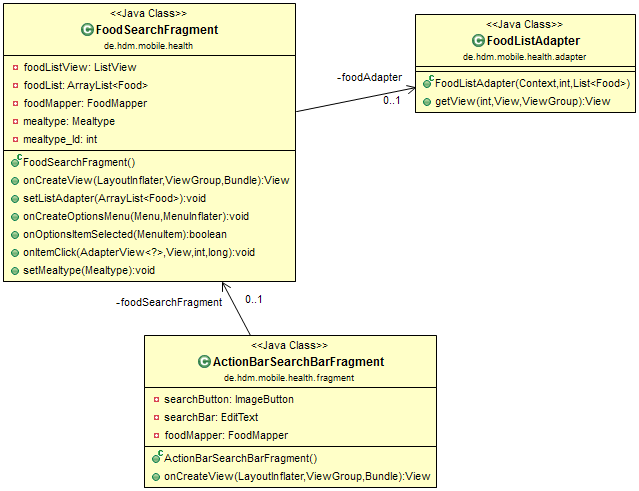 <<Java Class>>
FoodSearchFragment
de.hdm.mobile.health
foodListView: ListView
foodList: ArrayList<Food>
foodMapper: FoodMapper
mealtype: Mealtype
mealtype_Id: int
FoodSearchFragment()
onCreateView(LayoutInflater,ViewGroup,Bundle):View
setListAdapter(ArrayList<Food>):void
onCreateOptionsMenu(Menu,MenuInflater):void
onOptionsItemSelected(MenuItem):boolean
onItemClick(AdapterView<?>,View,int,long):void
setMealtype(Mealtype):void
-foodAdapter
0..1
<<Java Class>>
FoodListAdapter
de.hdm.mobile.health.adapter
FoodListAdapter(Context,int,List<Food>)
getView(int,View,ViewGroup):View
-foodSearchFragment
0..1
<<Java Class>>
ActionBarSearchBarFragment
de.hdm.mobile.health.fragment
searchButton: ImageButton
searchBar: EditText
foodMapper: FoodMapper
ActionBarSearchBarFragment()
onCreateView(LayoutInflater,ViewGroup,Bundle):View